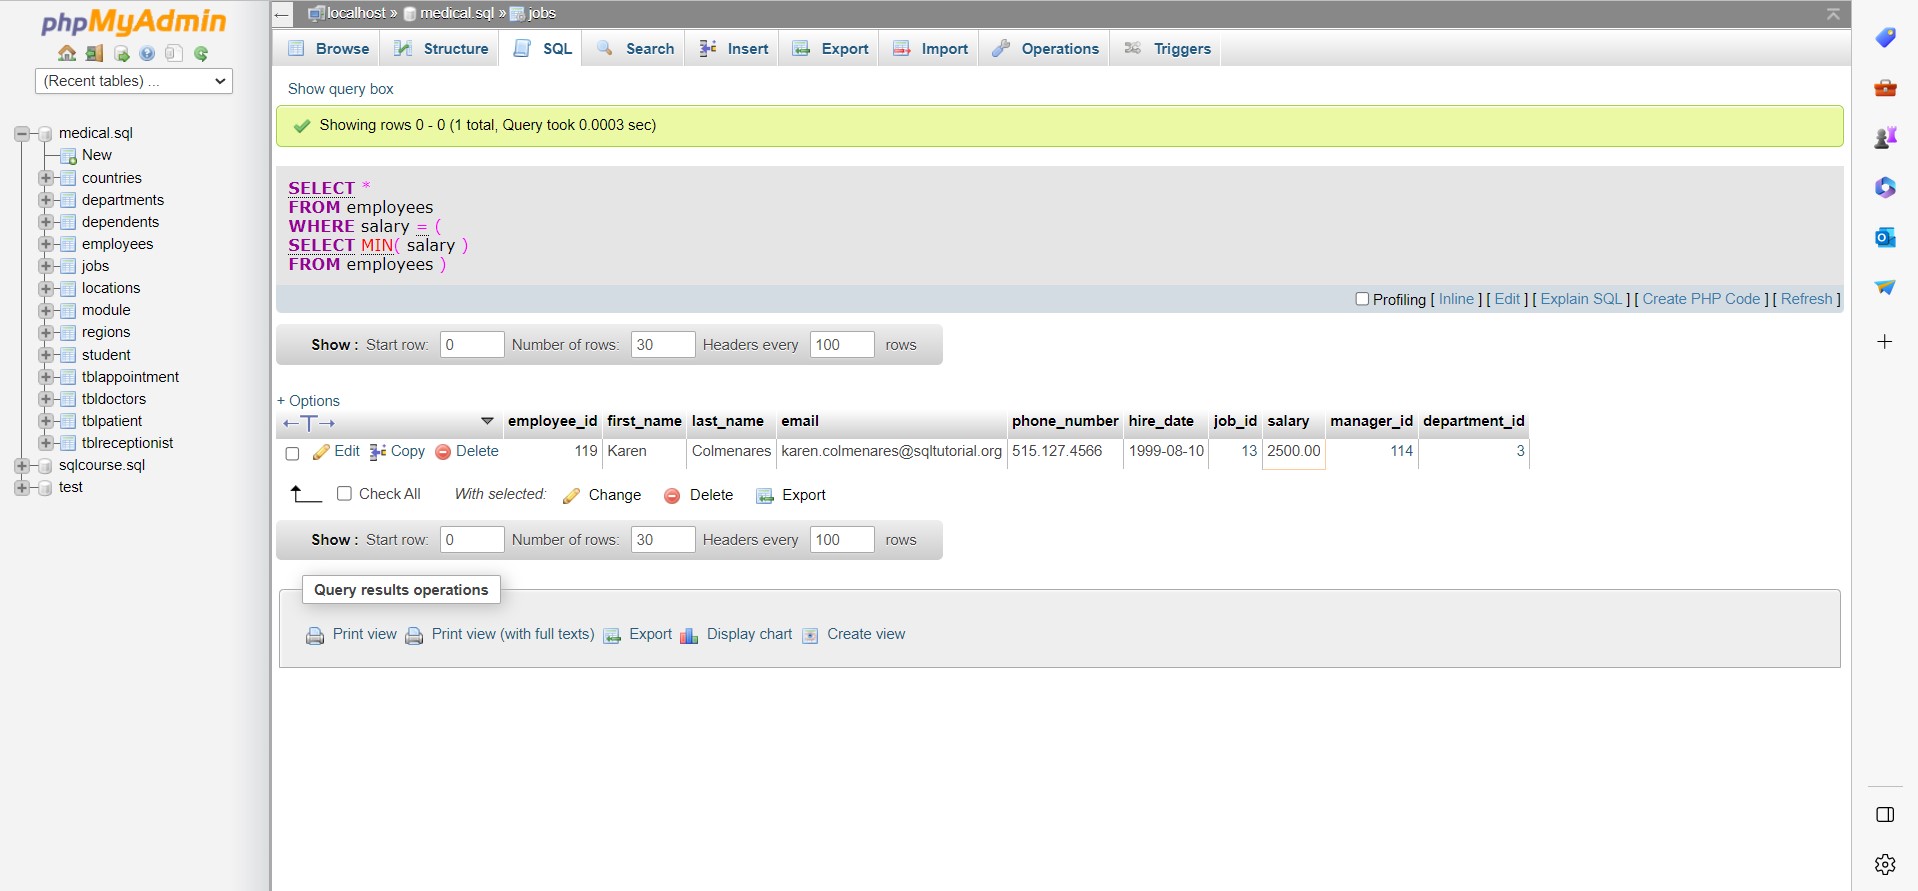 phpMyAdmin
(Recent tables) ...
medical.sql
New
countries
departments
dependents
employees
jobs
locations
module
regions
student
tblappointment
tbldoctors
tblpatient
tblreceptionist
sqlcourse.sql
test
localhost » medical.sql » jobs
Browse Structure SQL Search Insert Export Import Operations Triggers
Show query box
Showing rows 0 - 0 (1 total, Query took 0.0003 sec)
SELECT *
FROM employees
WHERE salary = (
SELECT MIN( salary )
FROM employees )
Profiling [ Inline ] [ Edit ] [ Explain SQL ] [ Create PHP Code ] [ Refresh ]
Show : Start row: 0 Number of rows: 30 Headers every 100 rows
+ Options
←T→ employee_id first_name last_name email phone_number hire_date job_id salary manager_id department_id
Edit Copy Delete 119 Karen Colmenares karen.colmenares@sqltutorial.org 515.127.4566 1999-08-10 13 2500.00 114 3
Check All With selected: Change Delete Export
Show : Start row: 0 Number of rows: 30 Headers every 100 rows
Query results operations
Print view Print view (with full texts) Export Display chart Create view